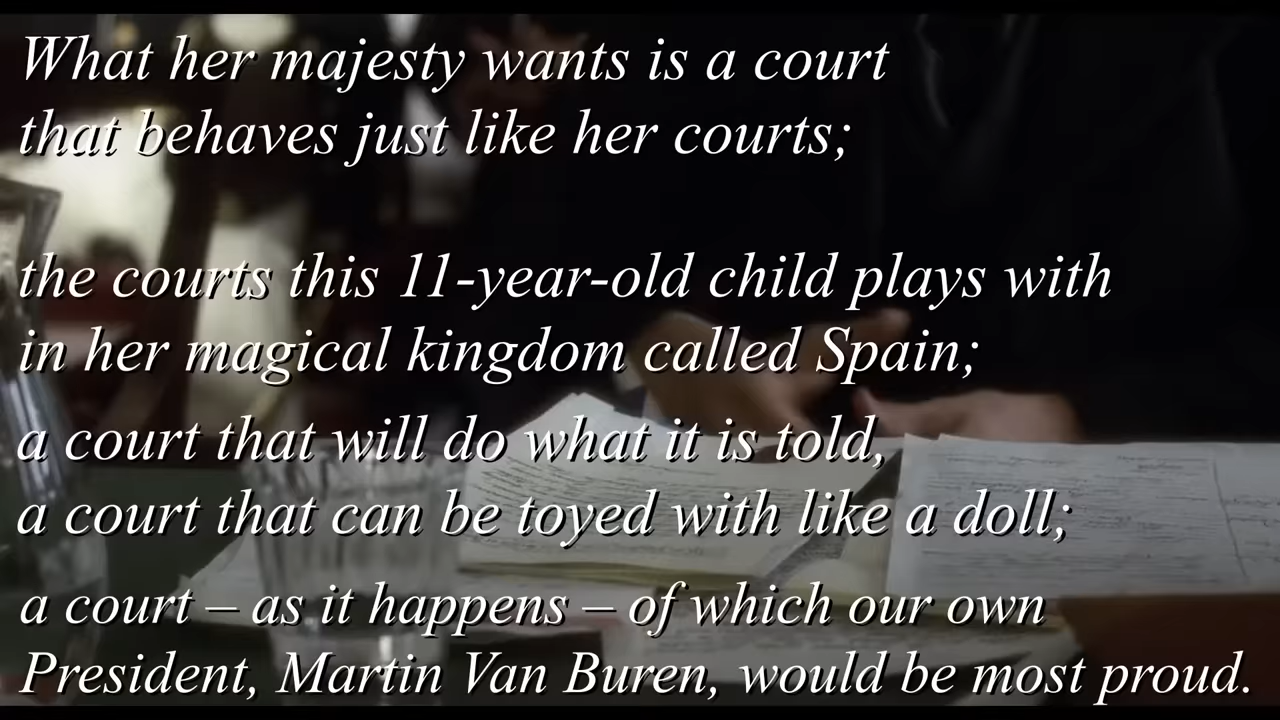 What her majesty wants is a court
that behaves just like her courts;
the courts this 11-year-old child plays with
in her magical kingdom called Spain;
a court that will do what it is told,
a court that can be toyed with like a doll;
a court – as it happens – of which our own
President, Martin Van Buren, would be most proud.